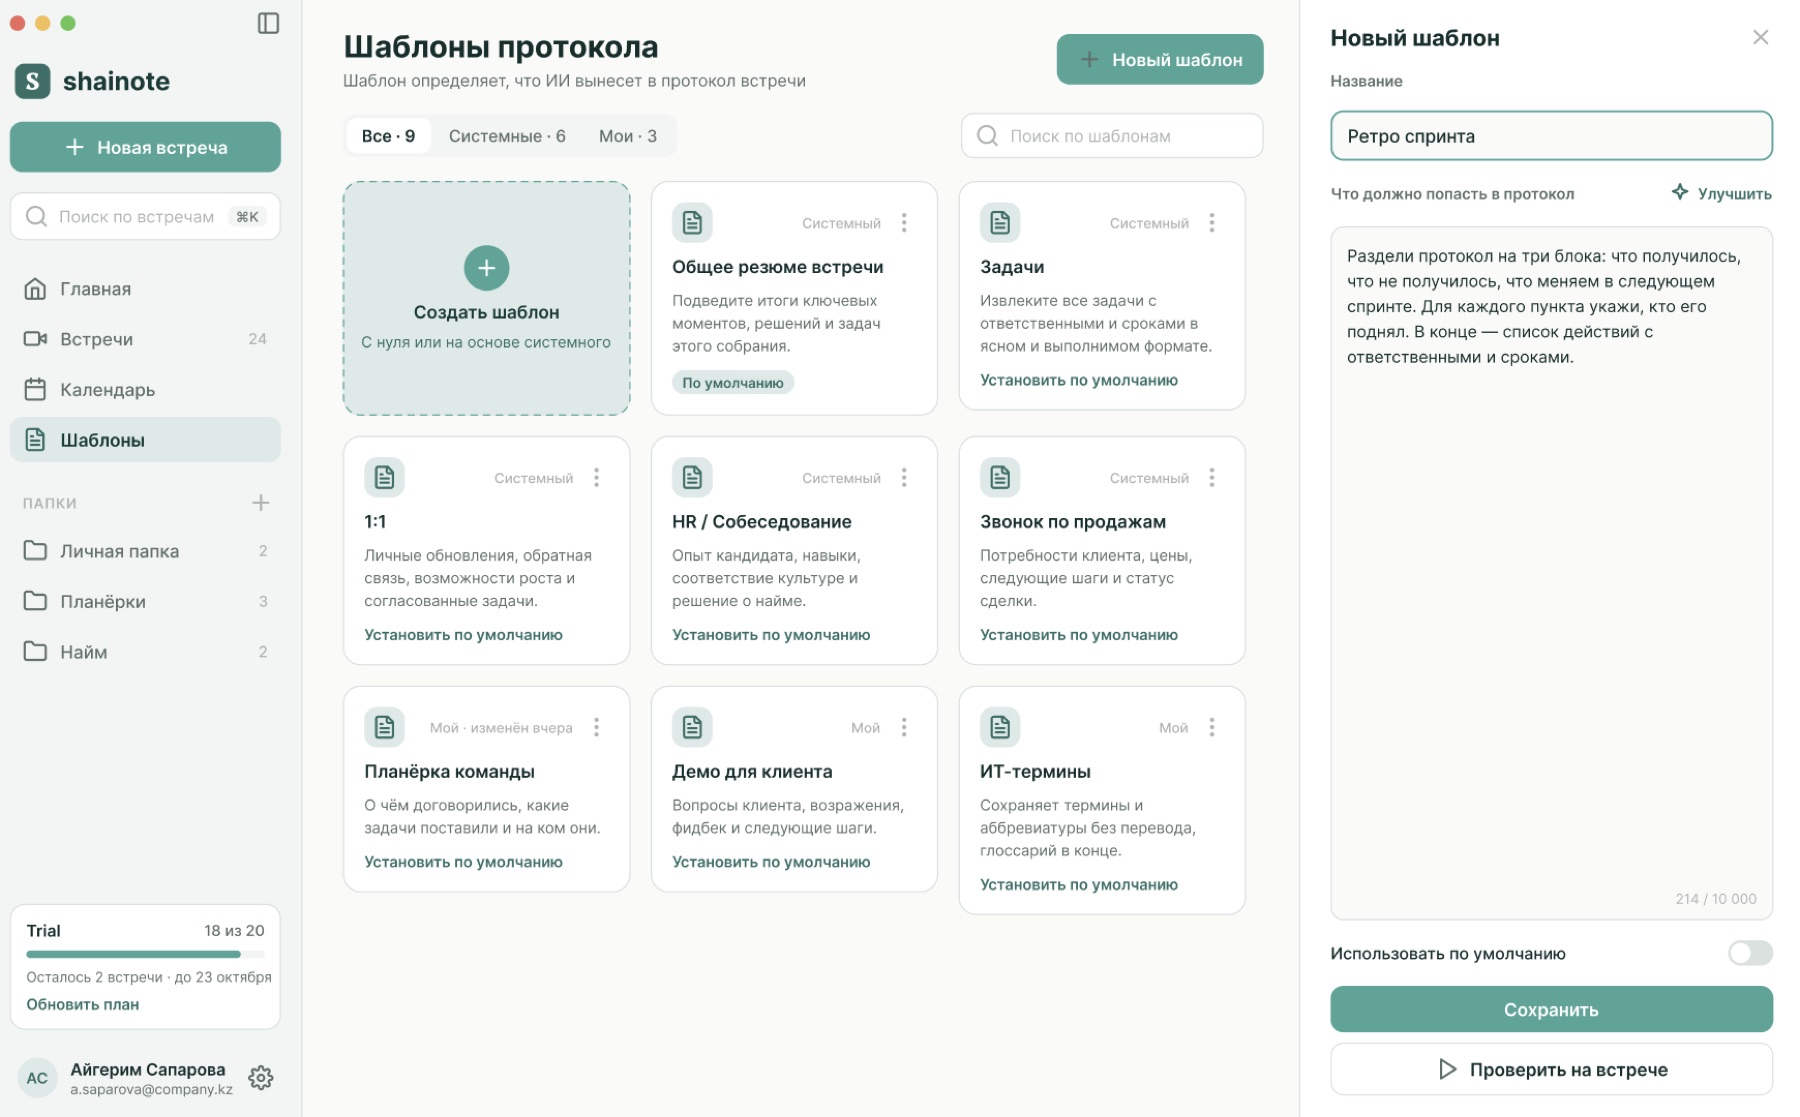 shainote
Новая встреча
Поиск по встречам ⌘K
Главная
Встречи 24
Календарь
Шаблоны
ПАПКИ
Личная папка 2
Планёрки 3
Найм 2
Trial 18 из 20
Осталось 2 встречи · до 23 октября
Обновить план
АС
Айгерим Сапарова
a.saparova@company.kz
Шаблоны протокола
Шаблон определяет, что ИИ вынесет в протокол встречи
Новый шаблон
Все · 9 Системные · 6 Мои · 3
Поиск по шаблонам
Создать шаблон
С нуля или на основе системного
Системный
Общее резюме встречи
Подведите итоги ключевых
моментов, решений и задач
этого собрания.
По умолчанию
Системный
Задачи
Извлеките все задачи с
ответственными и сроками в
ясном и выполнимом формате.
Установить по умолчанию
Системный
1:1
Личные обновления, обратная
связь, возможности роста и
согласованные задачи.
Установить по умолчанию
Системный
HR / Собеседование
Опыт кандидата, навыки,
соответствие культуре и
решение о найме.
Установить по умолчанию
Системный
Звонок по продажам
Потребности клиента, цены,
следующие шаги и статус
сделки.
Установить по умолчанию
Мой · изменён вчера
Планёрка команды
О чём договорились, какие
задачи поставили и на ком они.
Установить по умолчанию
Мой
Демо для клиента
Вопросы клиента, возражения,
фидбек и следующие шаги.
Установить по умолчанию
Мой
ИТ-термины
Сохраняет термины и
аббревиатуры без перевода,
глоссарий в конце.
Установить по умолчанию
Новый шаблон
Название
Ретро спринта
Что должно попасть в протокол Улучшить
Раздели протокол на три блока: что получилось,
что не получилось, что меняем в следующем
спринте. Для каждого пункта укажи, кто его
поднял. В конце — список действий с
ответственными и сроками.
214 / 10 000
Использовать по умолчанию
Сохранить
Проверить на встрече